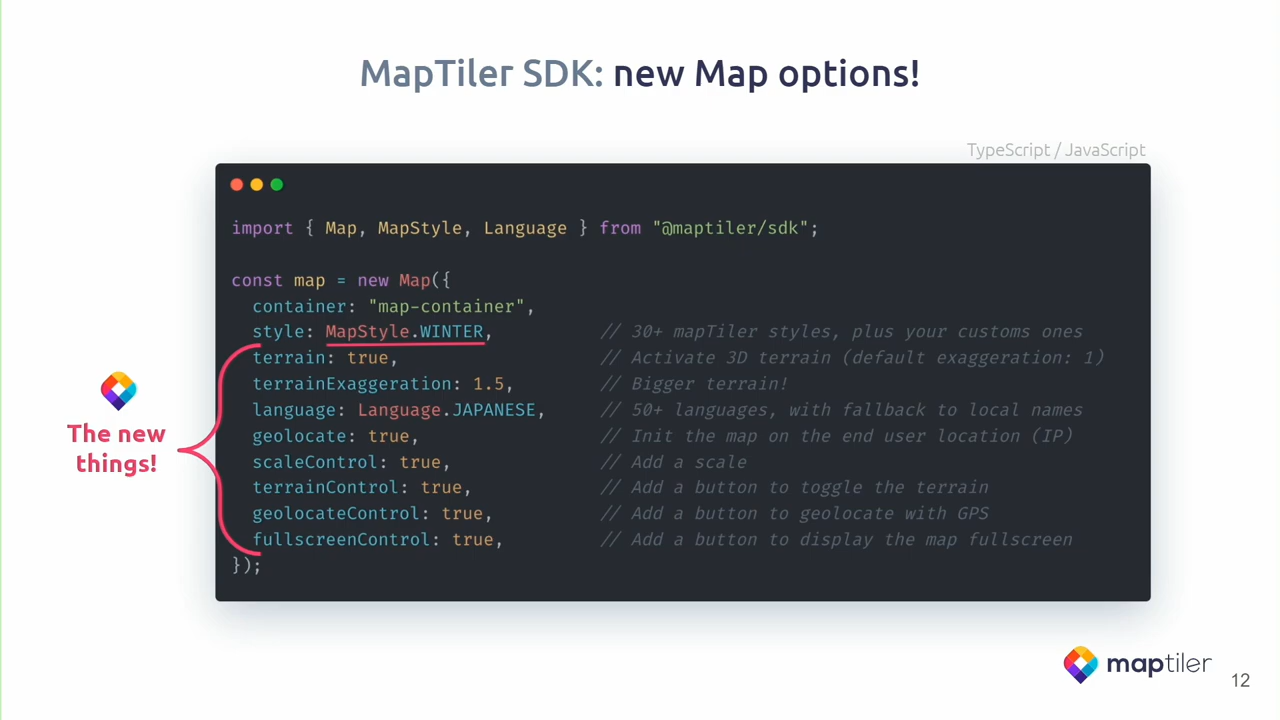 MapTiler SDK: new Map options!
TypeScript / JavaScript
import { Map, MapStyle, Language } from "@maptiler/sdk";
const map = new Map({
container: "map-container",
style: MapStyle.WINTER, // 30+ mapTiler styles, plus your customs ones
terrain: true, // Activate 3D terrain (default exaggeration: 1)
terrainExaggeration: 1.5, // Bigger terrain!
language: Language.JAPANESE, // 50+ languages, with fallback to local names
geolocate: true, // Init the map on the end user location (IP)
scaleControl: true, // Add a scale
terrainControl: true, // Add a button to toggle the terrain
geolocateControl: true, // Add a button to geolocate with GPS
fullscreenControl: true, // Add a button to display the map fullscreen
});
The new
things!
maptiler
12